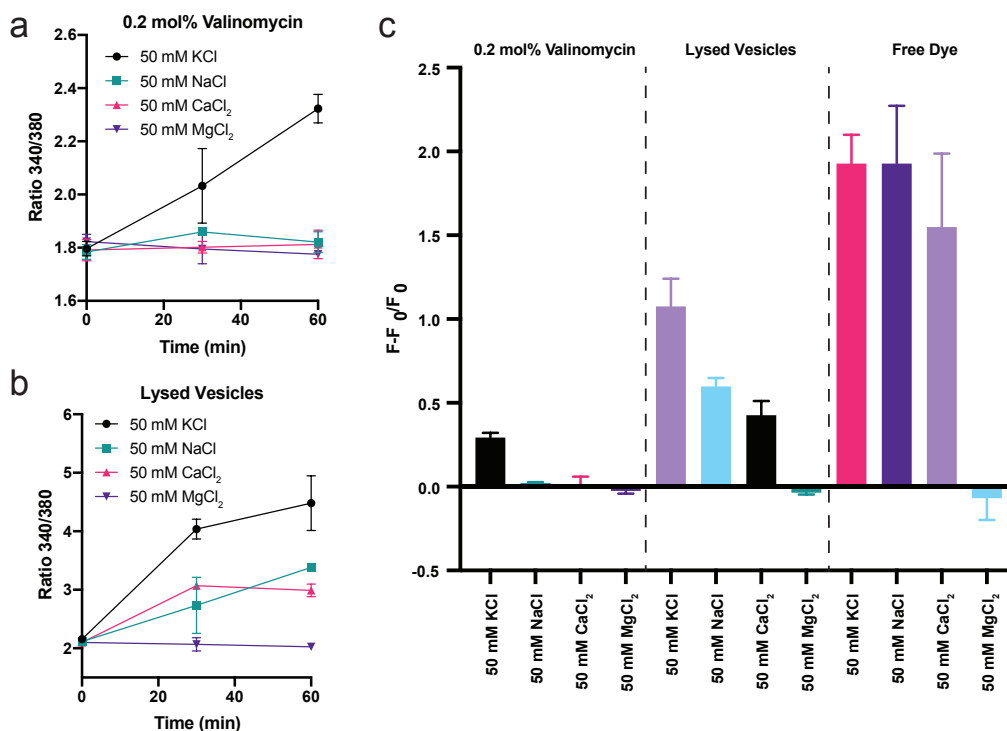 a
0.2 mol% Valinomycin
50 mM KCl
50 mM NaCl
50 mM CaCl2
50 mM MgCl2
Ratio 340/380
2.6
2.4
2.2
2.0
1.8
1.6
0
20
40
60
Time (min)
b
Lysed Vesicles
50 mM KCl
50 mM NaCl
50 mM CaCl2
50 mM MgCl2
Ratio 340/380
6
5
4
3
2
0
20
40
60
Time (min)
c
0.2 mol% Valinomycin
Lysed Vesicles
Free Dye
F-F0/F0
2.5
2.0
1.5
1.0
0.5
0.0
-0.5
50 mM KCl
50 mM NaCl
50 mM CaCl2
50 mM MgCl2
50 mM KCl
50 mM NaCl
50 mM CaCl2
50 mM MgCl2
50 mM KCl
50 mM NaCl
50 mM CaCl2
50 mM MgCl2